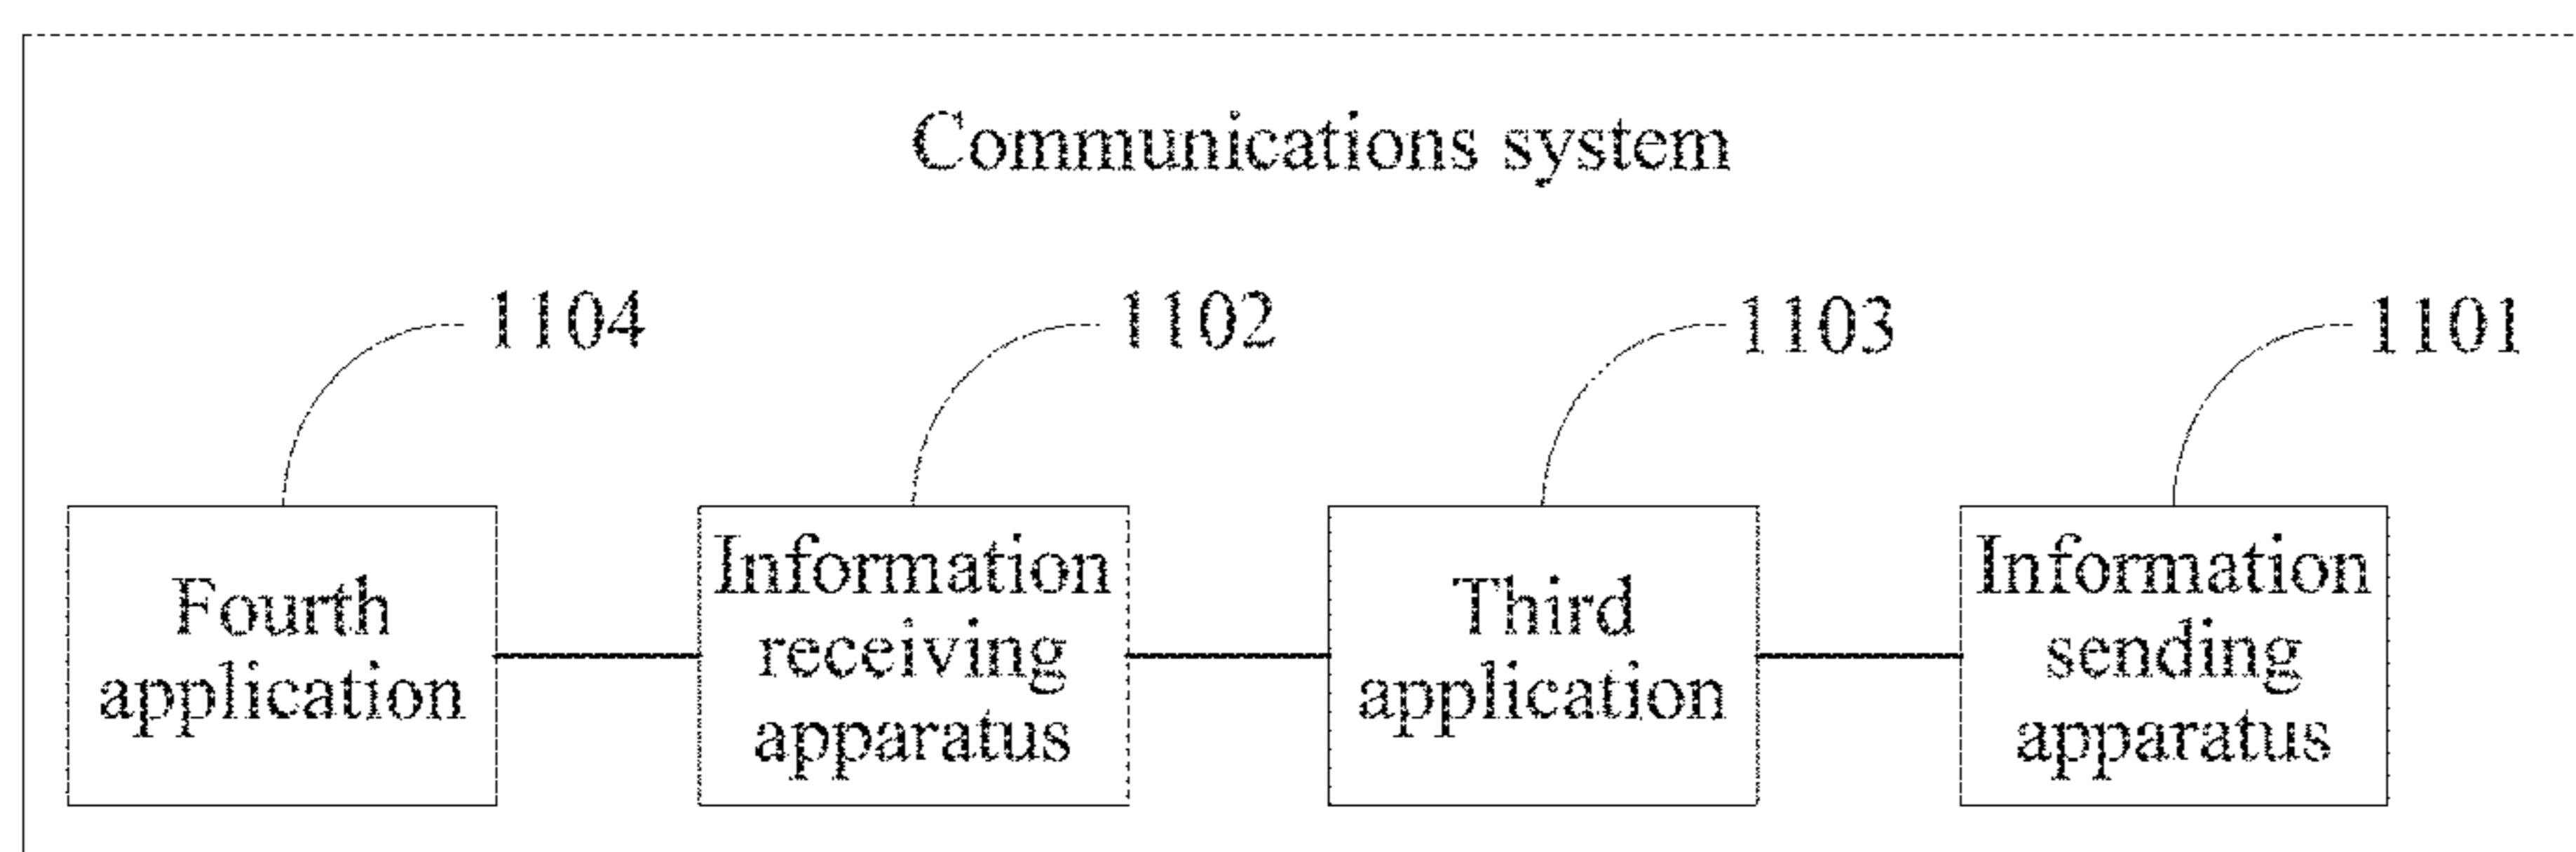 Communications system
1104
1102
1103
1101
Fourth
application
Information
receiving
apparatus
Third
application
Information
sending
apparatus